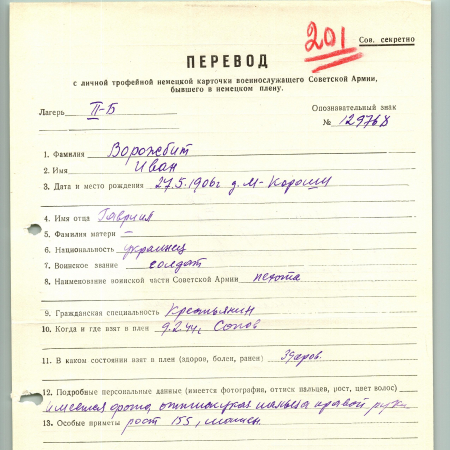 201
Сов. секретно
ПЕРЕВОД
с личной трофейной немецкой карточки военнослужащего Советской Армии,
бывшего в немецком плену.
Лагерь II-Б
Опознавательный знак
№ 129768
1. Фамилия Ворожбит
2. Имя Иван
3. Дата и место рождения 27.5.1906г д. М-Корощи
4. Имя отца Гавриил
5. Фамилия матери –
6. Национальность украинец
7. Воинское звание солдат
8. Наименование воинской части Советской Армии пехота
9. Гражданская специальность Крестьянин
10. Когда и где взят в плен 9.2.44, Сопов
11. В каком состоянии взят в плен (здоров, болен, ранен) здоров
12. Подробные персональные данные (имеется фотография, оттиск пальцев, рост, цвет волос)
имеется фото, оттиск указ пальца правой руки
13. Особые приметы рост 155,